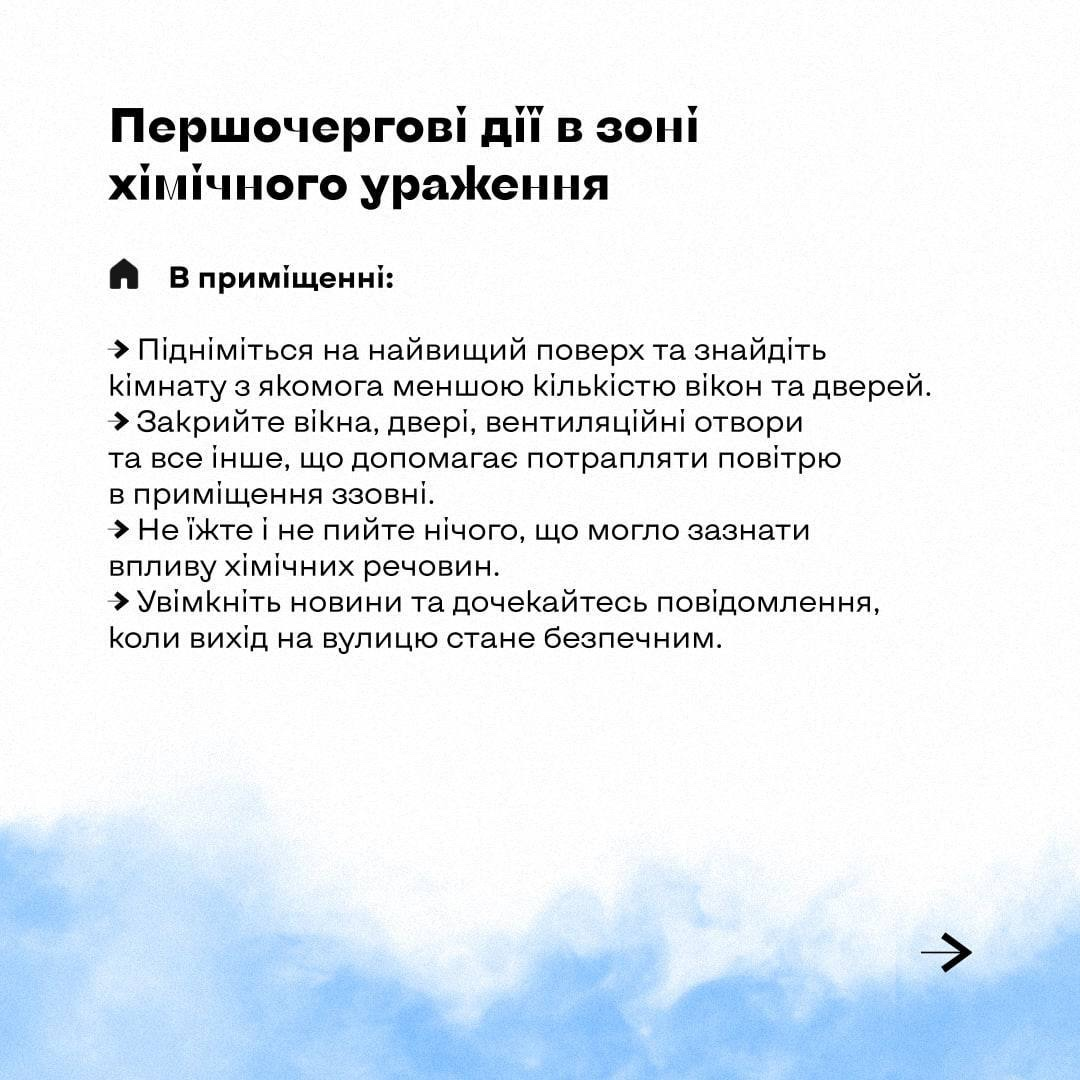 Першочергові дії в зоні
хімічного ураження
В приміщенні:
→ Підніміться на найвищий поверх та знайдіть
кімнату з якомога меншою кількістю вікон та дверей.
→ Закрийте вікна, двері, вентиляційні отвори
та все інше, що допомагає потрапляти повітрю
в приміщення ззовні.
→ Не їжте і не пийте нічого, що могло зазнати
впливу хімічних речовин.
→ Увімкніть новини та дочекайтесь повідомлення,
коли вихід на вулицю стане безпечним.